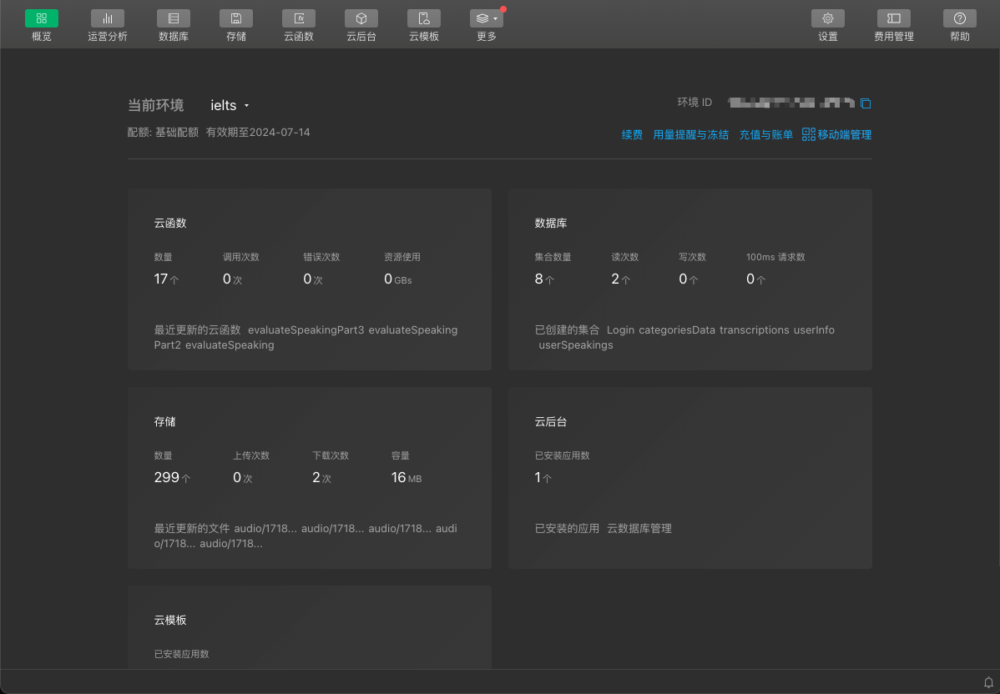 概览 运营分析 数据库 存储 云函数 云后台 云模板 更多 设置 费用管理 帮助
当前环境 ielts 环境 ID
配额: 基础配额 有效期至2024-07-14 续费 用量提醒与冻结 充值与账单 移动端管理
云函数
数量 调用次数 错误次数 资源使用
17个 0次 0次 0GBs
最近更新的云函数 evaluateSpeakingPart3 evaluateSpeaking
Part2 evaluateSpeaking
数据库
集合数量 读次数 写次数 100ms 请求数
8个 2个 0个 0个
已创建的集合 Login categoriesData transcriptions userInfo
userSpeakings
存储
数量 上传次数 下载次数 容量
299个 0次 2次 16MB
最近更新的文件 audio/1718... audio/1718... audio/1718... audi
o/1718... audio/1718...
云后台
已安装应用数
1个
已安装的应用 云数据库管理
云模板
已安装应用数